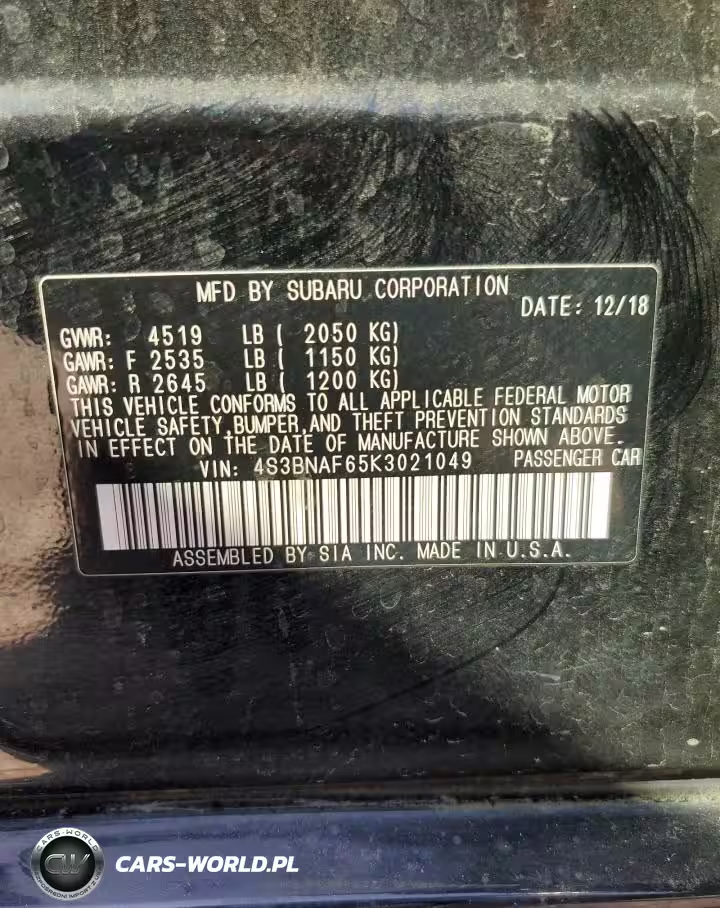 MFD BY SUBARU CORPORATION
DATE: 12/18
GVWR: 4519 LB ( 2050 KG)
GAWR: F 2535 LB ( 1150 KG)
GAWR: R 2645 LB ( 1200 KG)
THIS VEHICLE CONFORMS TO ALL APPLICABLE FEDERAL MOTOR
VEHICLE SAFETY,BUMPER,AND THEFT PREVENTION STANDARDS
IN EFFECT ON THE DATE OF MANUFACTURE SHOWN ABOVE.
VIN: 4S3BNAF65K3021049 PASSENGER CAR
ASSEMBLED BY SIA INC. MADE IN U.S.A.
CARS-WORLD
CW
CARS-WORLD.PL